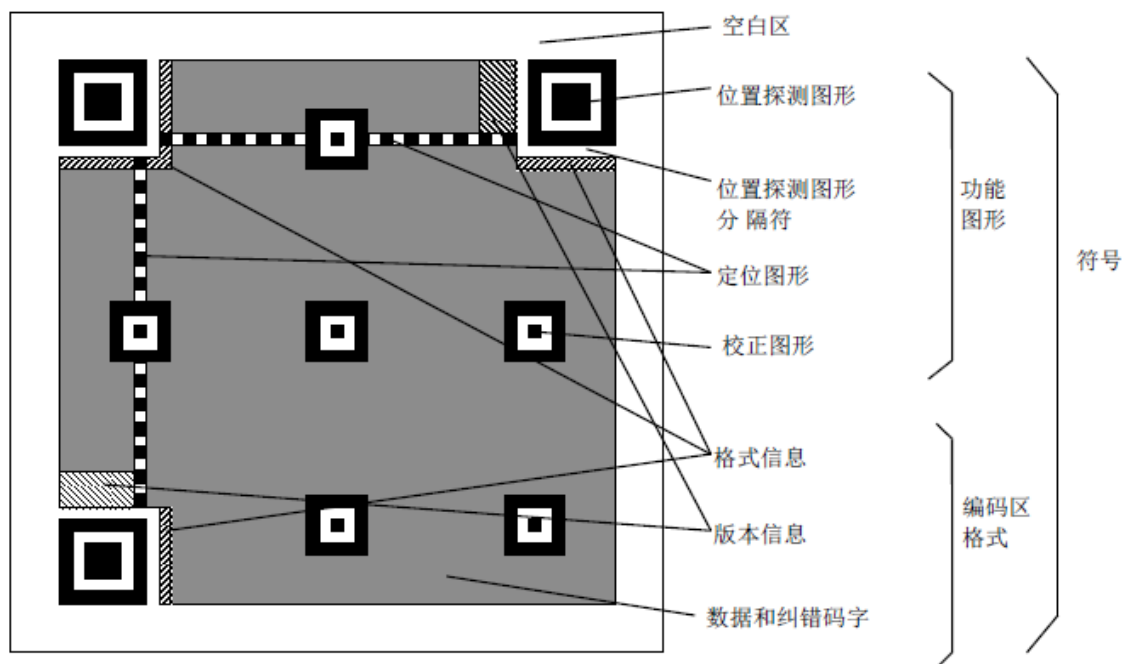 空白区
位置探测图形
位置探测图形
分 隔符
功能
图形
符号
定位图形
校正图形
格式信息
编码区
格式
版本信息
数据和纠错码字